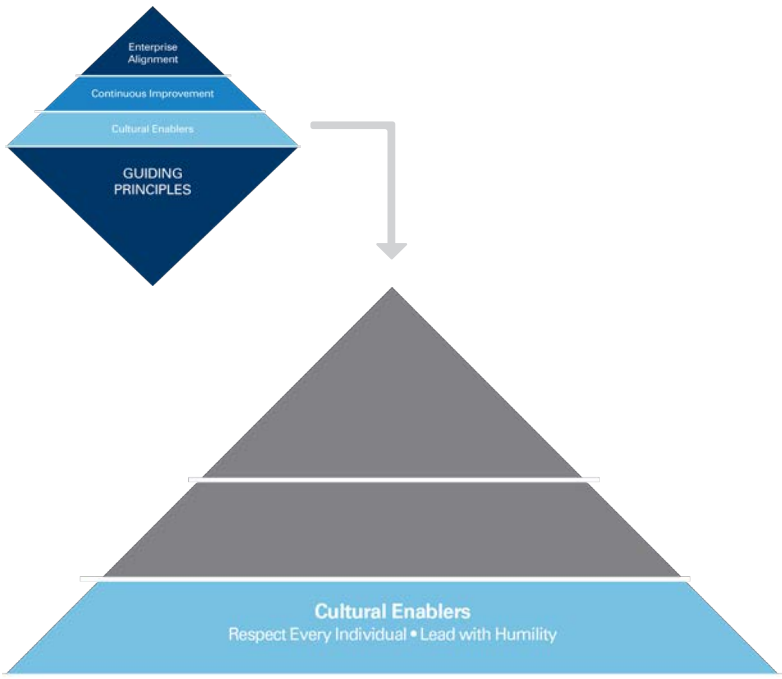 Enterprise
Alignment
Continuous Improvement
Cultural Enablers
GUIDING
PRINCIPLES
Cultural Enablers
Respect Every Individual • Lead with Humility